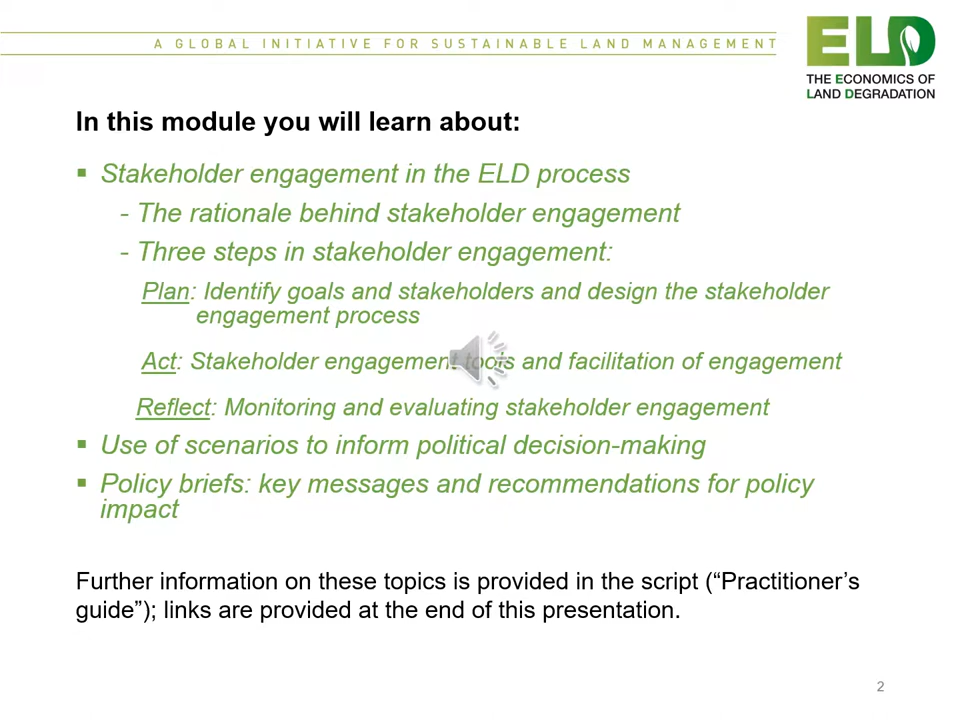 A GLOBAL INITIATIVE FOR SUSTAINABLE LAND MANAGEMENT
ELD
THE ECONOMICS OF
LAND DEGRADATION
In this module you will learn about:
▪ Stakeholder engagement in the ELD process
- The rationale behind stakeholder engagement
- Three steps in stakeholder engagement:
Plan: Identify goals and stakeholders and design the stakeholder
engagement process
Act: Stakeholder engagement tools and facilitation of engagement
Reflect: Monitoring and evaluating stakeholder engagement
▪ Use of scenarios to inform political decision-making
▪ Policy briefs: key messages and recommendations for policy
impact
Further information on these topics is provided in the script (“Practitioner’s
guide”); links are provided at the end of this presentation.
2